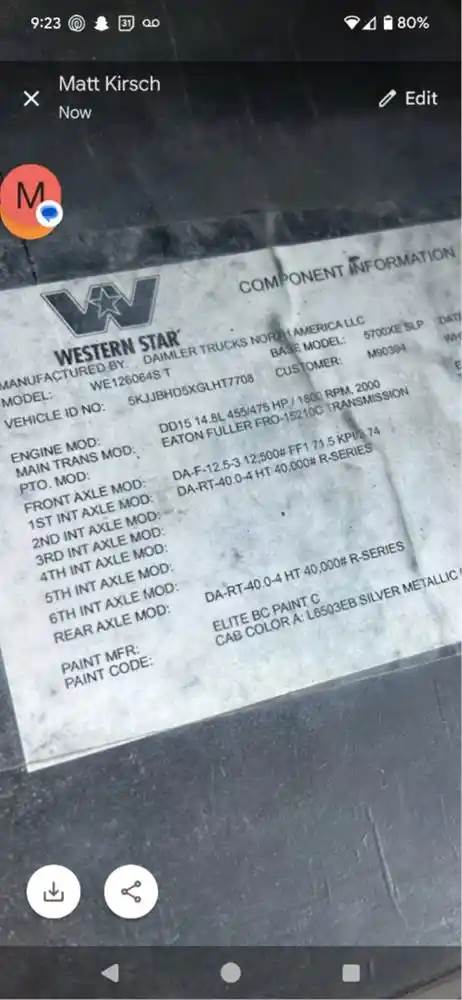 9:23
31
80%
Matt Kirsch
Now
Edit
M
COMPONENT INFORMATION
WESTERN STAR
MANUFACTURED BY: DAIMLER TRUCKS NORTH AMERICA LLC
MODEL: WE126064S T BASE MODEL: 5700XE SLP
VEHICLE ID NO: 5KJJBHD5XGLHT7708 CUSTOMER: M90394
ENGINE MOD: DD15 14.8L 455/475 HP / 1800 RPM, 2000
MAIN TRANS MOD: EATON FULLER FRO-15210C TRANSMISSION
PTO. MOD:
FRONT AXLE MOD: DA-F-12.5-3 12,500# FF1 71.5 KPI/3.74
1ST INT AXLE MOD: DA-RT-40.0-4 HT 40,000# R-SERIES
2ND INT AXLE MOD:
3RD INT AXLE MOD:
4TH INT AXLE MOD:
5TH INT AXLE MOD:
6TH INT AXLE MOD:
REAR AXLE MOD: DA-RT-40.0-4 HT 40,000# R-SERIES
PAINT MFR: ELITE BC PAINT C
PAINT CODE: CAB COLOR A: L6503EB SILVER METALLIC